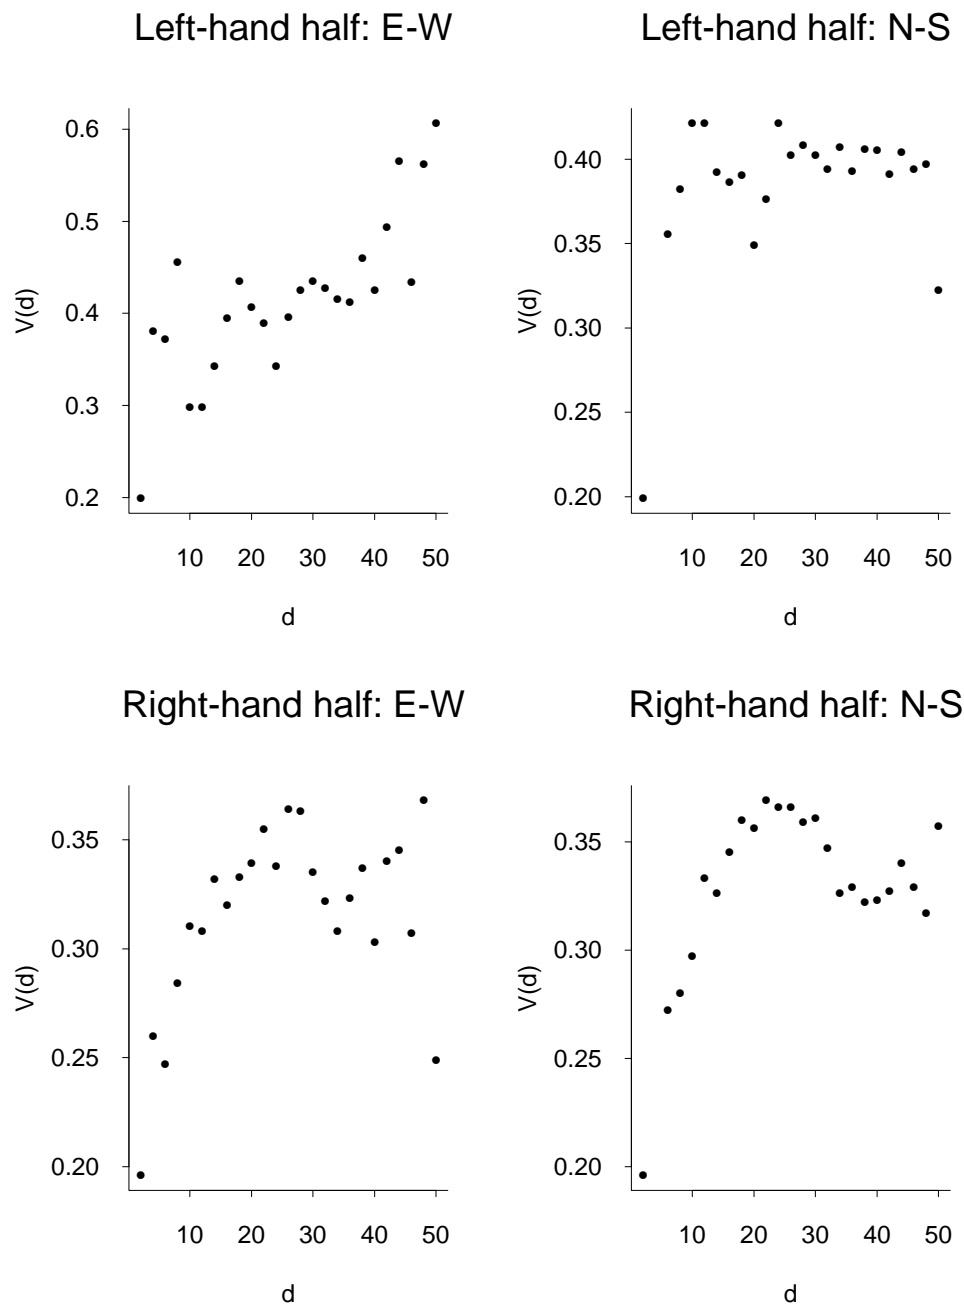 Left-hand half: E-W
V(d)
0.6
0.5
0.4
0.3
0.2
10 20 30 40 50
d
Left-hand half: N-S
V(d)
0.40
0.35
0.30
0.25
0.20
10 20 30 40 50
d
Right-hand half: E-W
V(d)
0.35
0.30
0.25
0.20
10 20 30 40 50
d
Right-hand half: N-S
V(d)
0.35
0.30
0.25
0.20
10 20 30 40 50
d